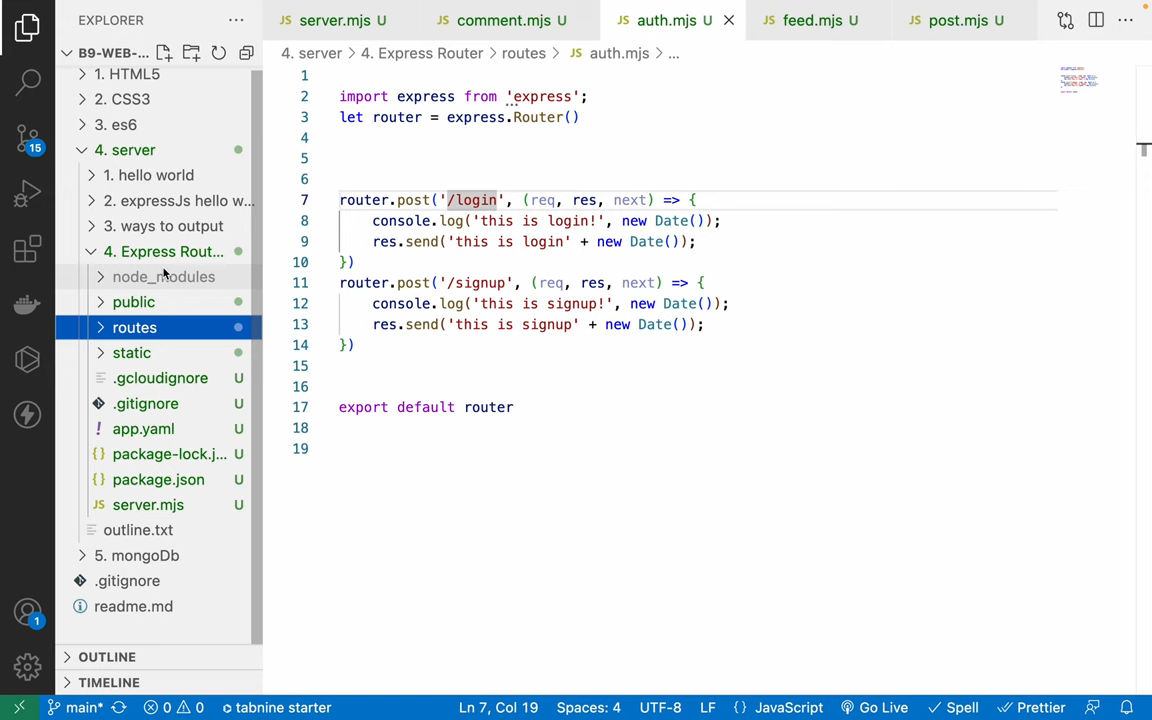 EXPLORER
B9-WEB-...
1. HTML5
2. CSS3
3. es6
4. server
1. hello world
2. expressJs hello w...
3. ways to output
4. Express Rout...
node_modules
public
routes
static
.gcloudignore U
.gitignore U
! app.yaml U
{} package-lock.j... U
{} package.json U
JS server.mjs U
outline.txt
5. mongoDb
.gitignore
readme.md
OUTLINE
TIMELINE
15
1
JS server.mjs U
JS comment.mjs U
JS auth.mjs U
JS feed.mjs U
JS post.mjs U
4. server > 4. Express Router > routes > JS auth.mjs > ...
1
2 import express from 'express';
3 let router = express.Router()
4
5
6
7 router.post('/login', (req, res, next) => {
8 console.log('this is login!', new Date());
9 res.send('this is login' + new Date());
10 })
11 router.post('/signup', (req, res, next) => {
12 console.log('this is signup!', new Date());
13 res.send('this is signup' + new Date());
14 })
15
16
17 export default router
18
19
main* 0 0 tabnine starter Ln 7, Col 19 Spaces: 4 UTF-8 LF {} JavaScript Go Live Spell Prettier